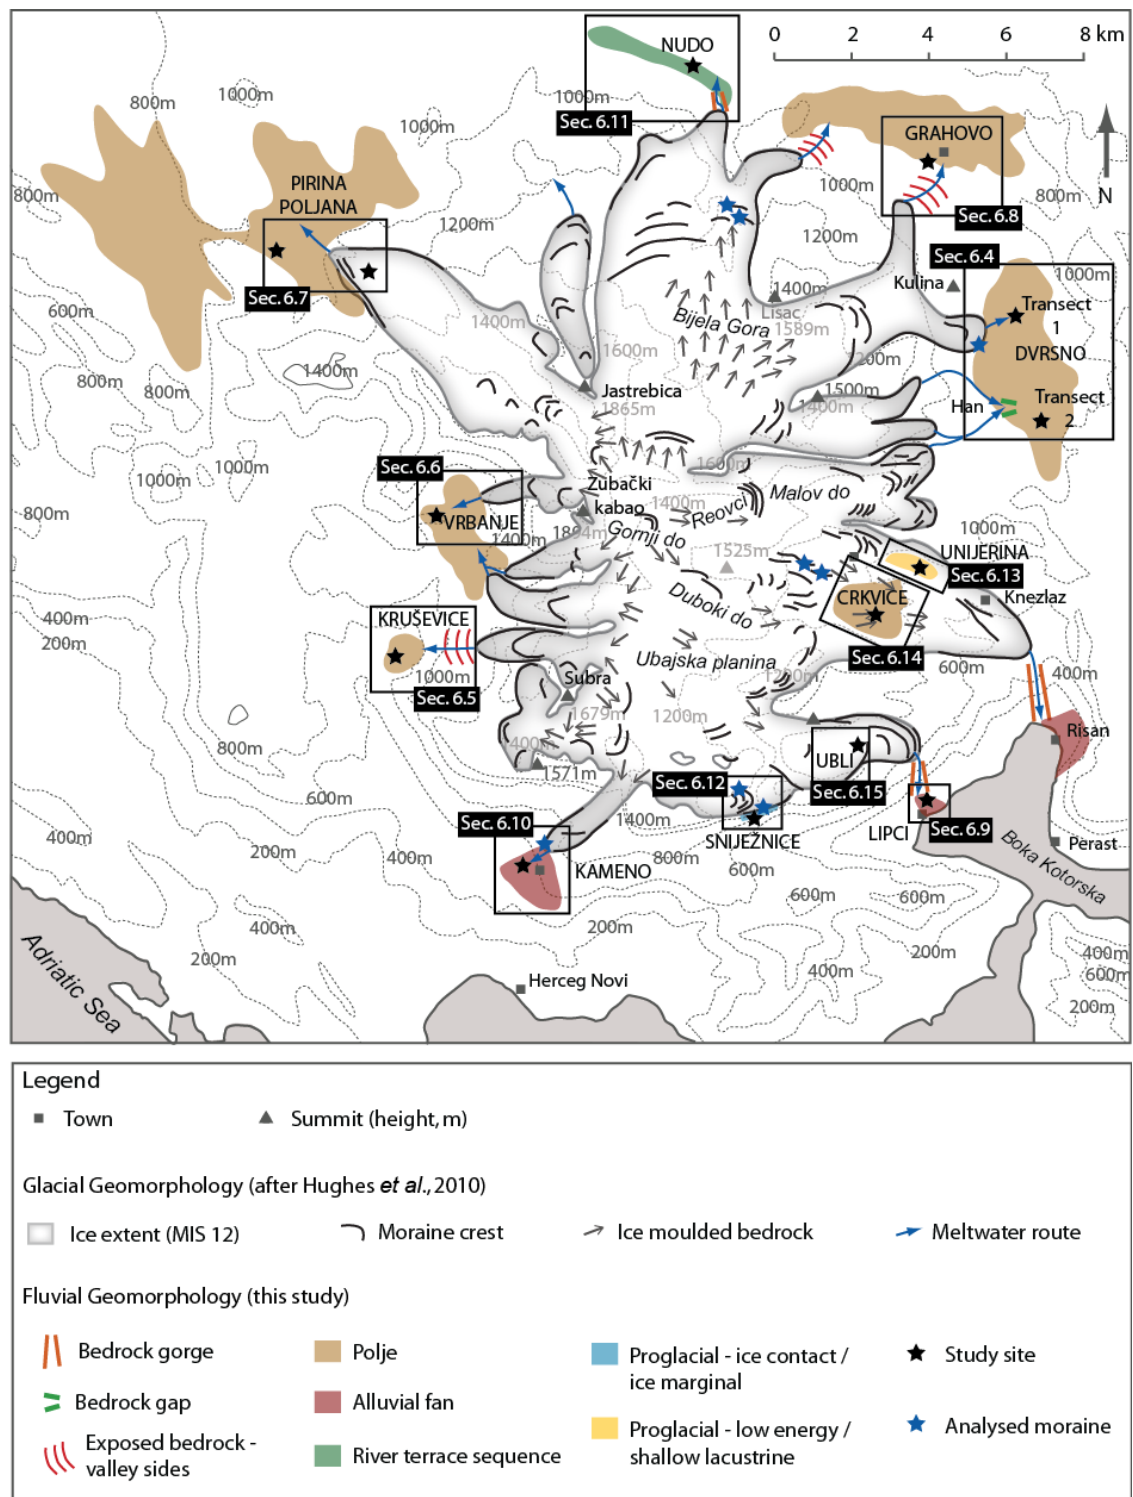 0 2 4 6 8 km
NUDO
1000m
Sec. 6.11
800m
1000m
1000m
GRAHOVO
1000m
800m
N
Sec. 6.8
800m
PIRINA
POLJANA
1200m
1200m
Sec. 6.4
Kulina
1000m
Sec. 6.7
1400m
Lisac
1589m
Bijela Gora
Transect
1
DVRSNO
600m
1400m
1600m
1200m
1400m
800m
800m
Jastrebica
1865m
1500m
1400m
Han
Transect
2
1000m
1000m
Sec. 6.6
1600m
Zubački
kabao
1894m
1400m
Reovci
Malov do
800m
VRBANJE
1400m
Gornji do
1525m
1000m
UNIJERINA
Sec. 6.13
Knezlaz
CRKVICE
Duboki do
400m
200m
KRUŠEVICE
1000m
Sec. 6.5
Ubajska planina
Sec. 6.14
600m
400m
Subra
1679m
1200m
1200m
Risan
800m
1400m
1571m
UBLI
Sec. 6.12
Sec. 6.15
600m
Sec. 6.10
1400m
SNIJEŽNICE
LIPCI
Sec. 6.9
Perast
400m
200m
400m
KAMENO
800m
600m
600m
600m
Boka Kotorska
400m
200m
200m
200m
400m
400m
600m
200m
Adriatic Sea
Herceg Novi
Legend
Town
Summit (height, m)
Glacial Geomorphology (after Hughes et al., 2010)
Ice extent (MIS 12)
Moraine crest
Ice moulded bedrock
Meltwater route
Fluvial Geomorphology (this study)
Bedrock gorge
Polje
Proglacial - ice contact /
ice marginal
Study site
Bedrock gap
Alluvial fan
Exposed bedrock -
valley sides
River terrace sequence
Proglacial - low energy /
shallow lacustrine
Analysed moraine